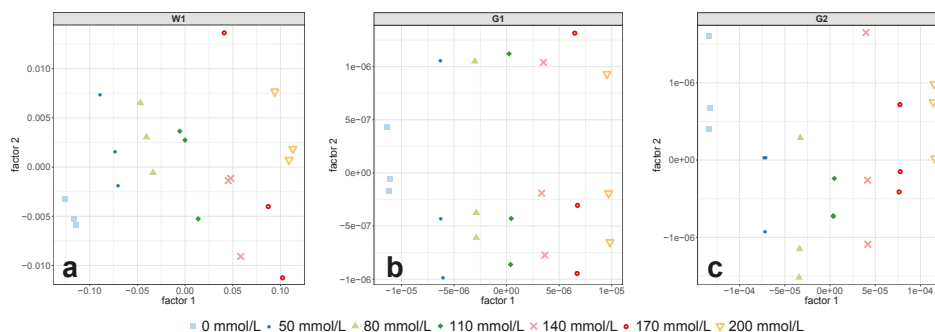 W1
G1
G2
factor 2
0.010
0.005
0.000
−0.005
−0.010
a
−0.10
−0.05
0.00
0.05
0.10
factor 1
factor 2
1e−06
5e−07
0e+00
−5e−07
−1e−06
b
−1e−05
−5e−06
0e+00
5e−06
1e−05
factor 1
factor 2
1e−06
0e+00
−1e−06
c
−1e−04
−5e−05
0e+00
5e−05
1e−04
factor 1
0 mmol/L 50 mmol/L 80 mmol/L 110 mmol/L 140 mmol/L 170 mmol/L 200 mmol/L